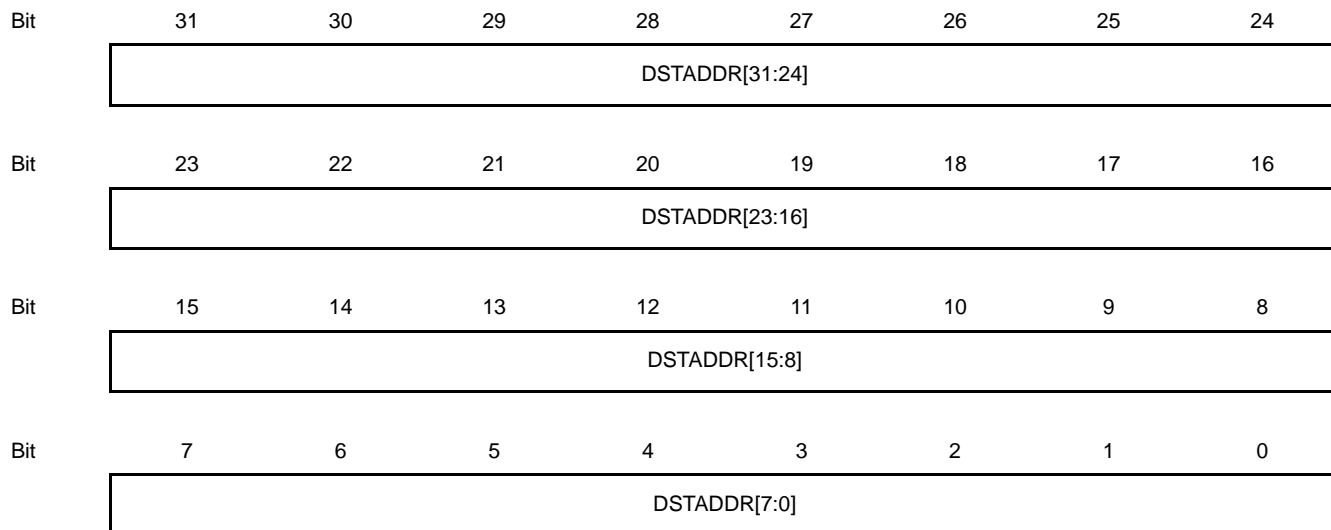 Bit 31 30 29 28 27 26 25 24
DSTADDR[31:24]
Bit 23 22 21 20 19 18 17 16
DSTADDR[23:16]
Bit 15 14 13 12 11 10 9 8
DSTADDR[15:8]
Bit 7 6 5 4 3 2 1 0
DSTADDR[7:0]